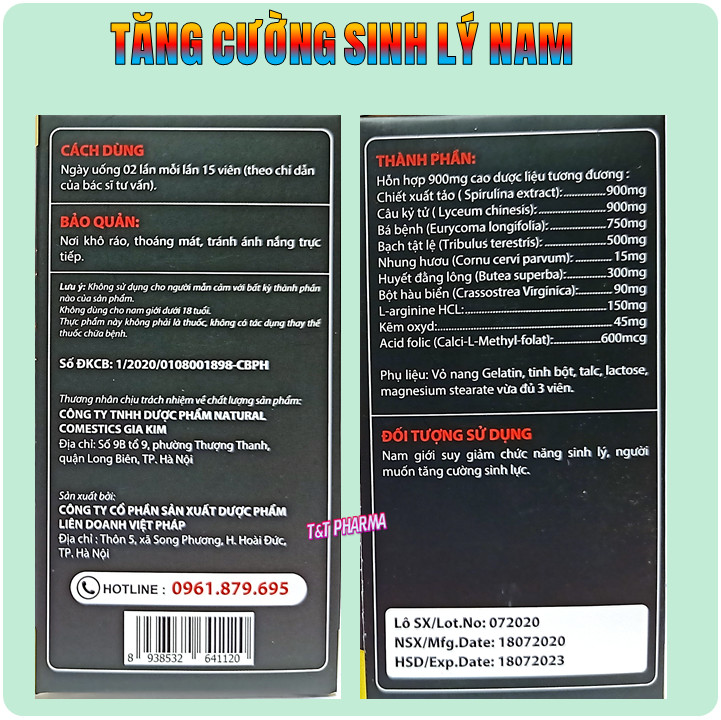 TĂNG CƯỜNG SINH LÝ NAM
CÁCH DÙNG
Ngày uống 02 lần mỗi lần 15 viên (theo chỉ dẫn
của bác sĩ tư vấn).
BẢO QUẢN:
Nơi khô ráo, thoáng mát, tránh ánh nắng trực
tiếp.
Lưu ý: Không sử dụng cho người mẫn cảm với bất kỳ thành phần
nào của sản phẩm.
Không dùng cho nam giới dưới 18 tuổi.
Thực phẩm này không phải là thuốc, không có tác dụng thay thế
thuốc chữa bệnh.
Số ĐKCB: 1/2020/0108001898-CBPH
Thương nhân chịu trách nhiệm về chất lượng sản phẩm:
CÔNG TY TNHH DƯỢC PHẨM NATURAL
COMESTICS GIA KIM
Địa chỉ: Số 9B tổ 9, phường Thượng Thanh,
quận Long Biên, TP. Hà Nội
Sản xuất bởi:
CÔNG TY CỔ PHẦN SẢN XUẤT DƯỢC PHẨM
LIÊN DOANH VIỆT PHÁP
Địa chỉ : Thôn 5, xã Song Phương, H. Hoài Đức,
TP. Hà Nội
HOTLINE : 0961.879.695
8 938532 641120
THÀNH PHẦN:
Hỗn hợp 900mg cao dược liệu tương đương :
Chiết xuất tảo ( Spirulina extract):...............900mg
Câu kỷ tử ( Lyceum chinesis):.......................900mg
Bá bệnh (Eurycoma longifolia):...................750mg
Bạch tật lê (Tribulus terestris):.....................500mg
Nhung hươu (Cornu cervi parvum):............15mg
Huyết đằng lông (Butea superba):.............300mg
Bột hàu biển (Crassostrea Virginica):...........90mg
L-arginine HCL:..............................................150mg
Kẽm oxyd:.......................................................45mg
Acid folic (Calci-L-Methyl-folat):...............600mcg
Phụ liệu: Vỏ nang Gelatin, tinh bột, talc, lactose,
magnesium stearate vừa đủ 3 viên.
ĐỐI TƯỢNG SỬ DỤNG
Nam giới suy giảm chức năng sinh lý, người
muốn tăng cường sinh lực.
T&T PHARMA
Lô SX/Lot.No: 072020
NSX/Mfg.Date: 18072020
HSD/Exp.Date: 18072023